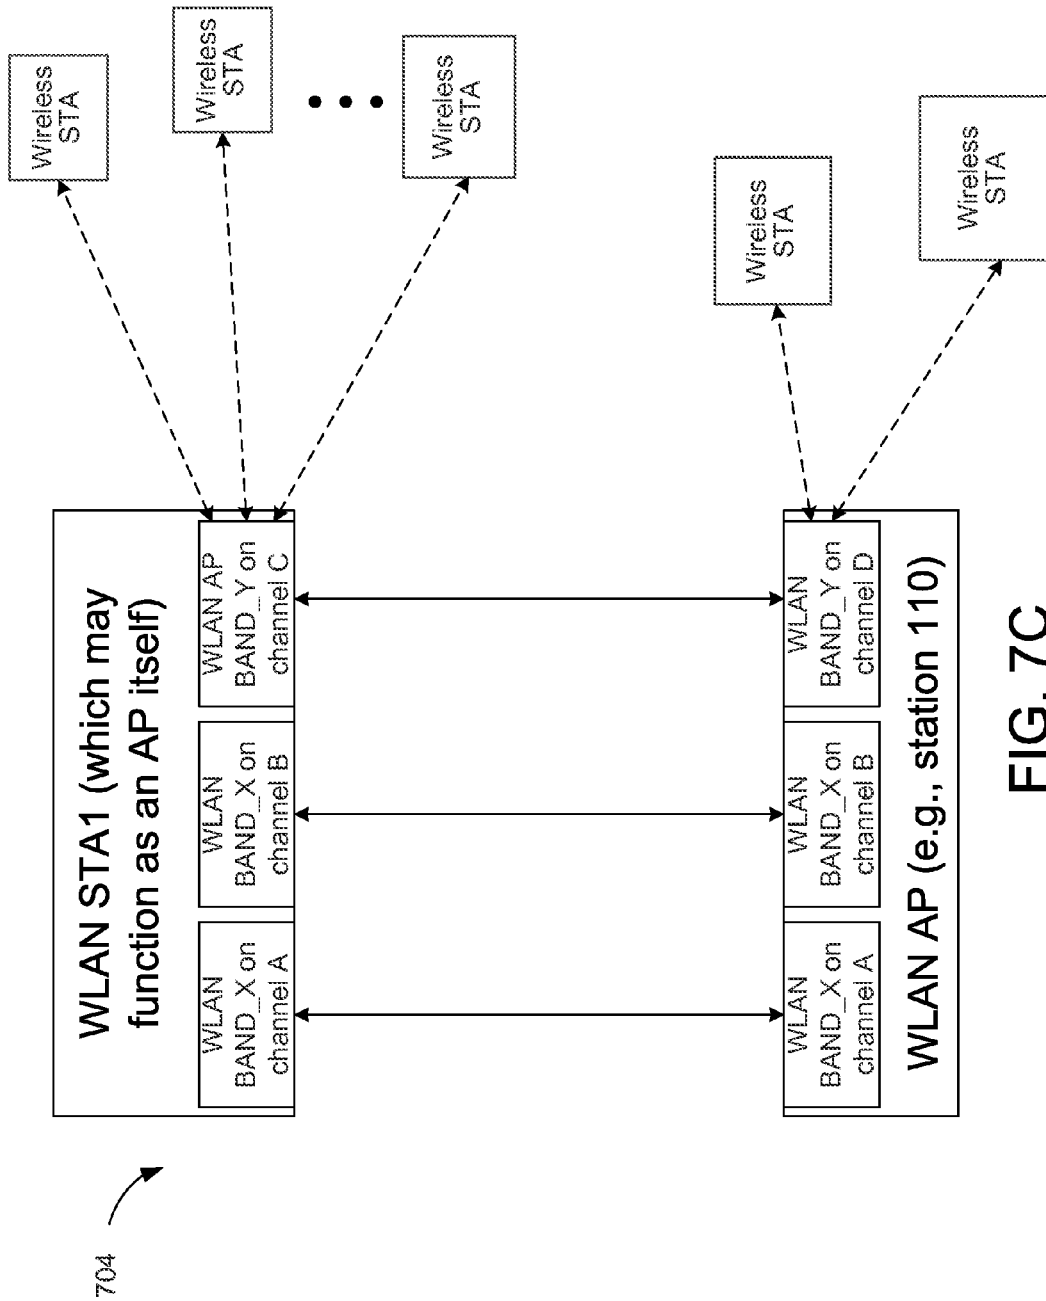 704
WLAN STA1 (which may
function as an AP itself)
WLAN
BAND_X on
channel A
WLAN
BAND_X on
channel B
WLAN AP
BAND_Y on
channel C
Wireless
STA
Wireless
STA
Wireless
STA
WLAN
BAND_X on
channel A
WLAN
BAND_X on
channel B
WLAN
BAND_Y on
channel D
WLAN AP (e.g., station 110)
Wireless
STA
Wireless
STA
FIG. 7C